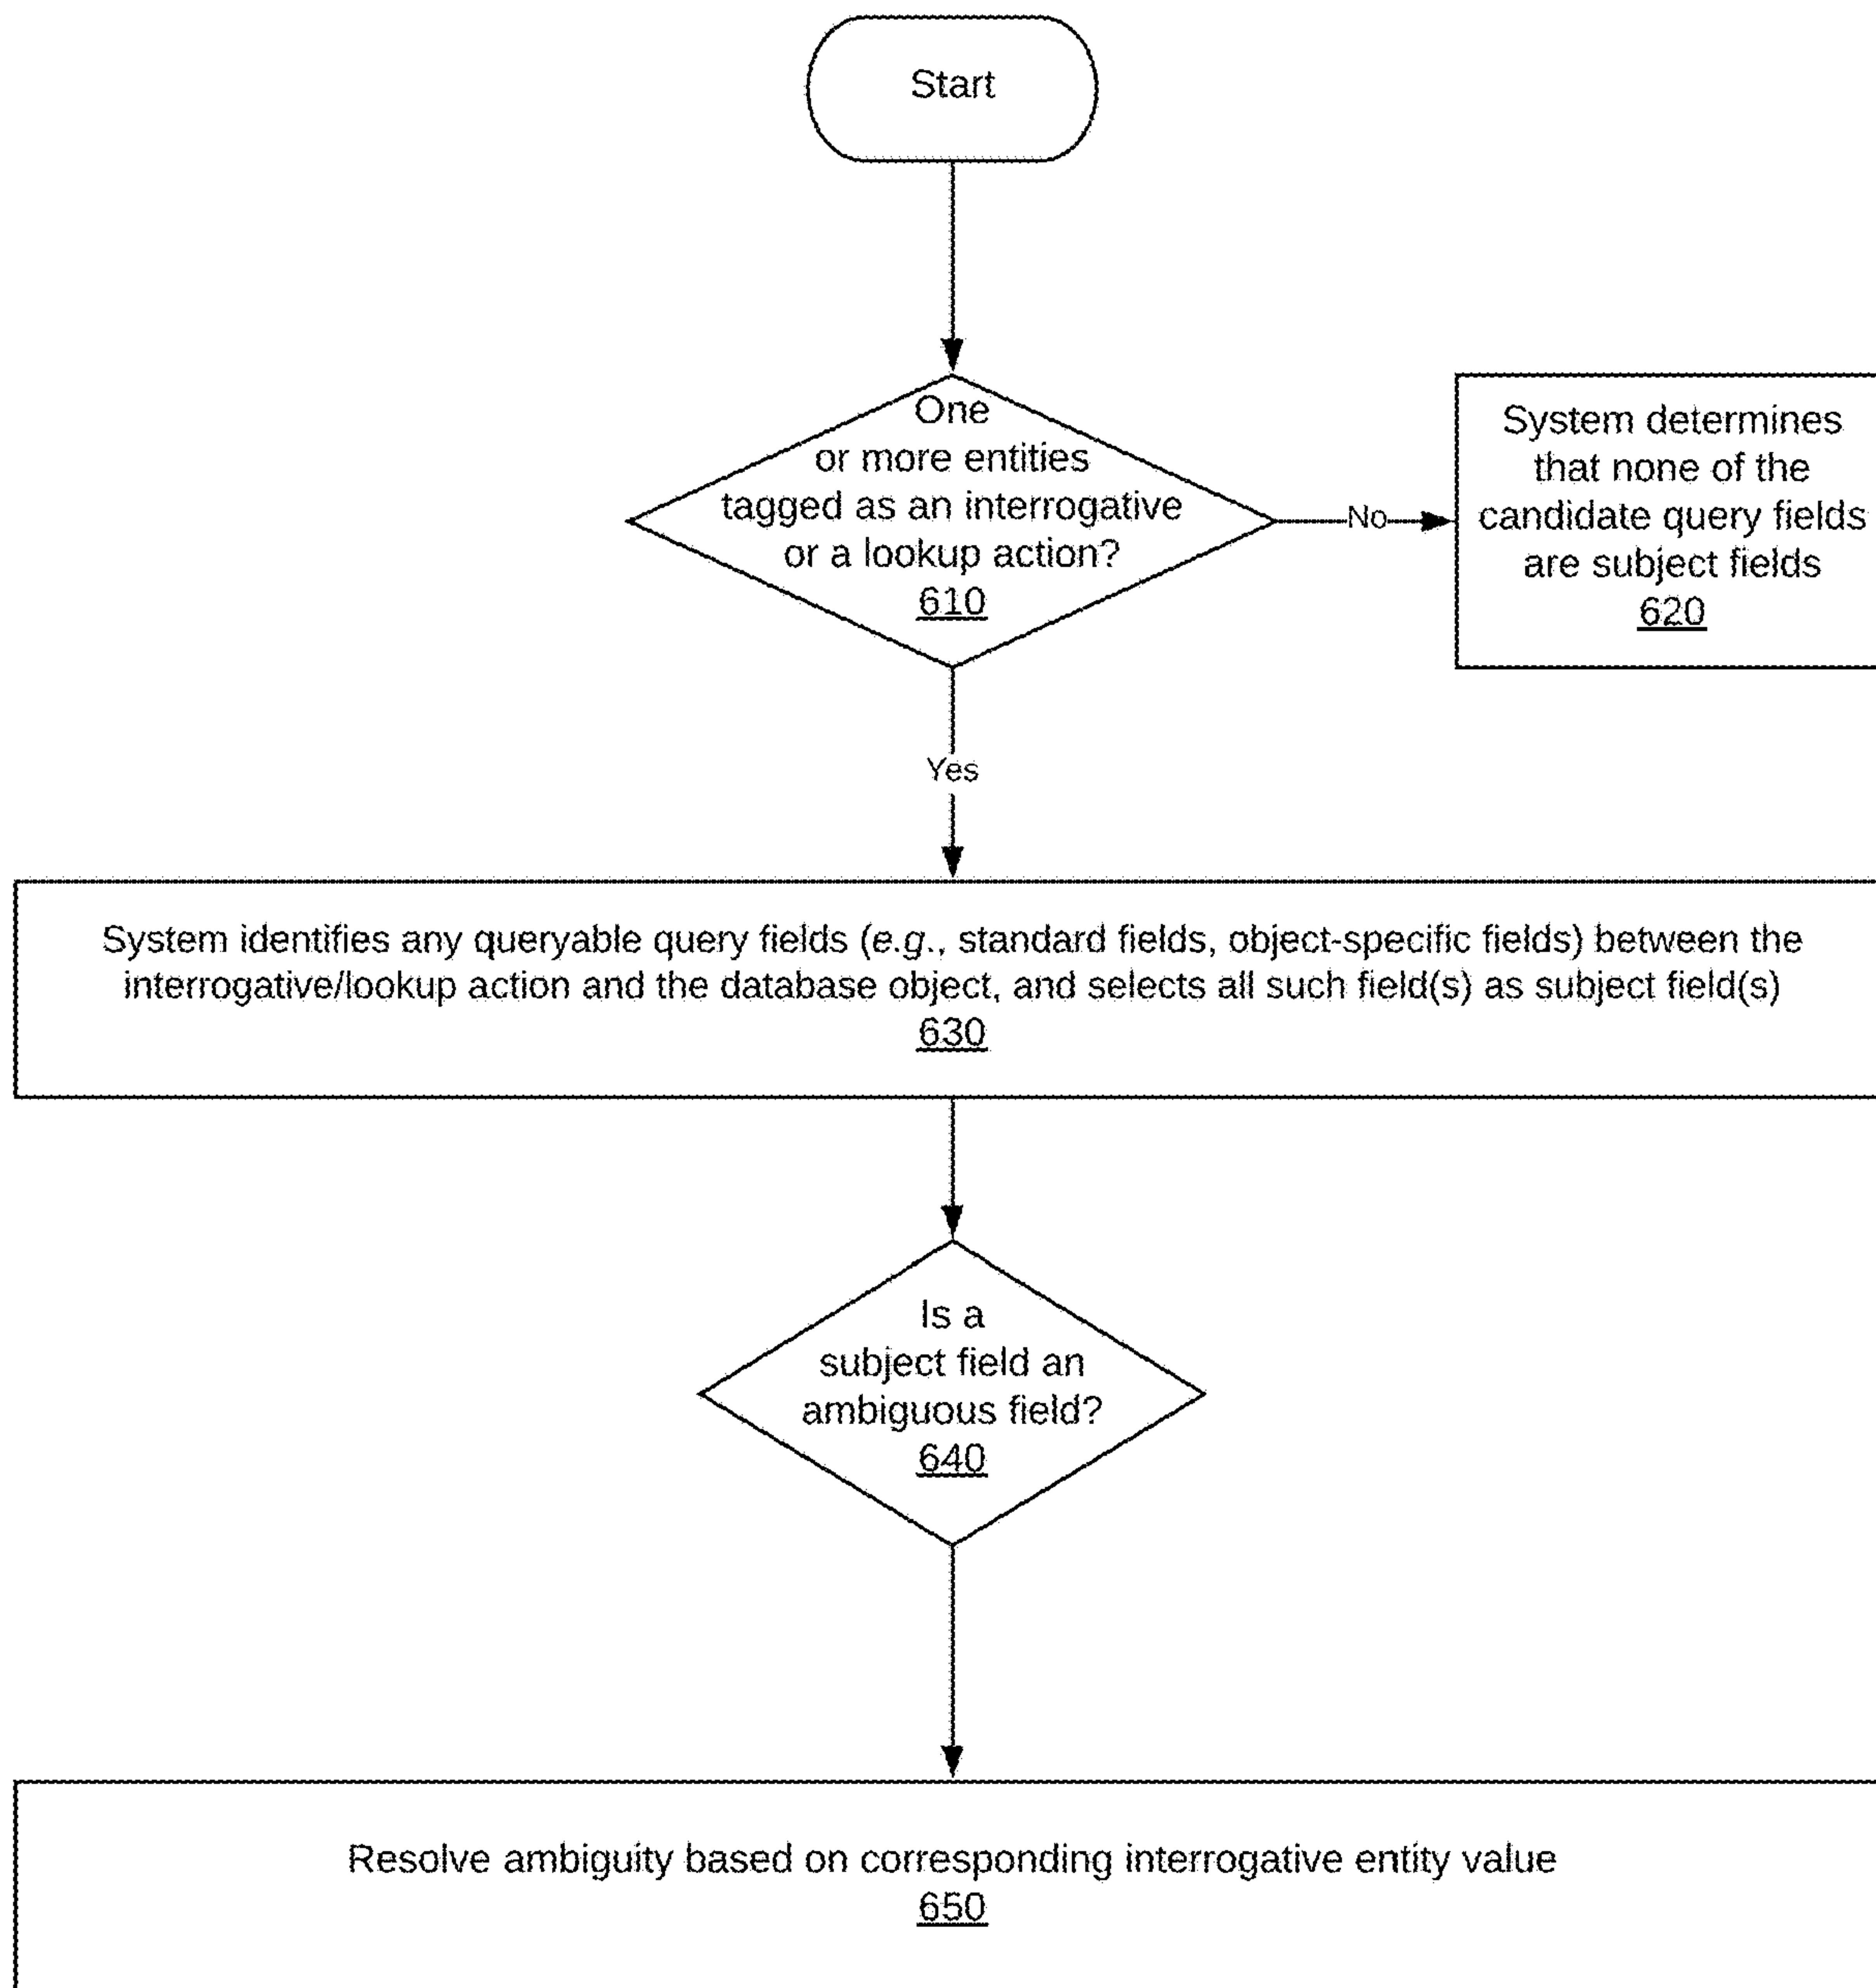 Start
One
or more entities
tagged as an interrogative
or a lookup action?
610
No
System determines
that none of the
candidate query fields
are subject fields
620
Yes
System identifies any queryable query fields (e.g., standard fields, object-specific fields) between the
interrogative/lookup action and the database object, and selects all such field(s) as subject field(s)
630
Is a
subject field an
ambiguous field?
640
Resolve ambiguity based on corresponding interrogative entity value
650